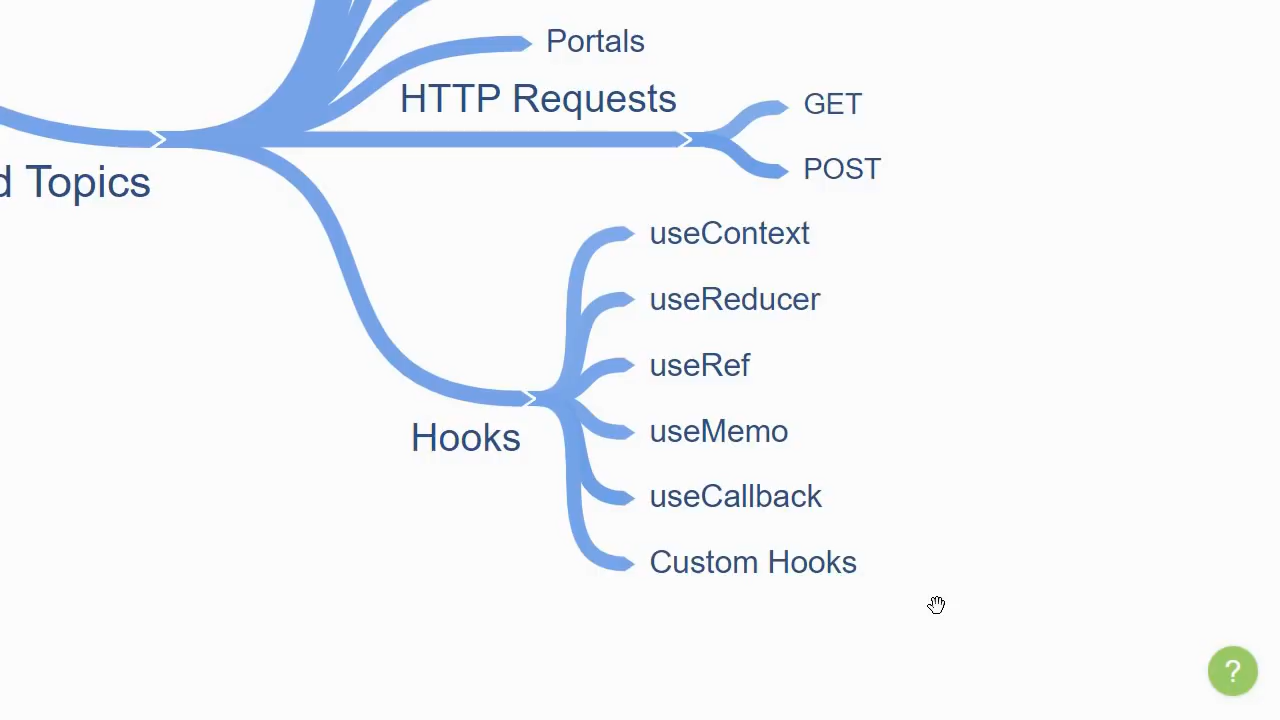 Portals
HTTP Requests
GET
POST
d Topics
useContext
useReducer
useRef
useMemo
Hooks
useCallback
Custom Hooks
?